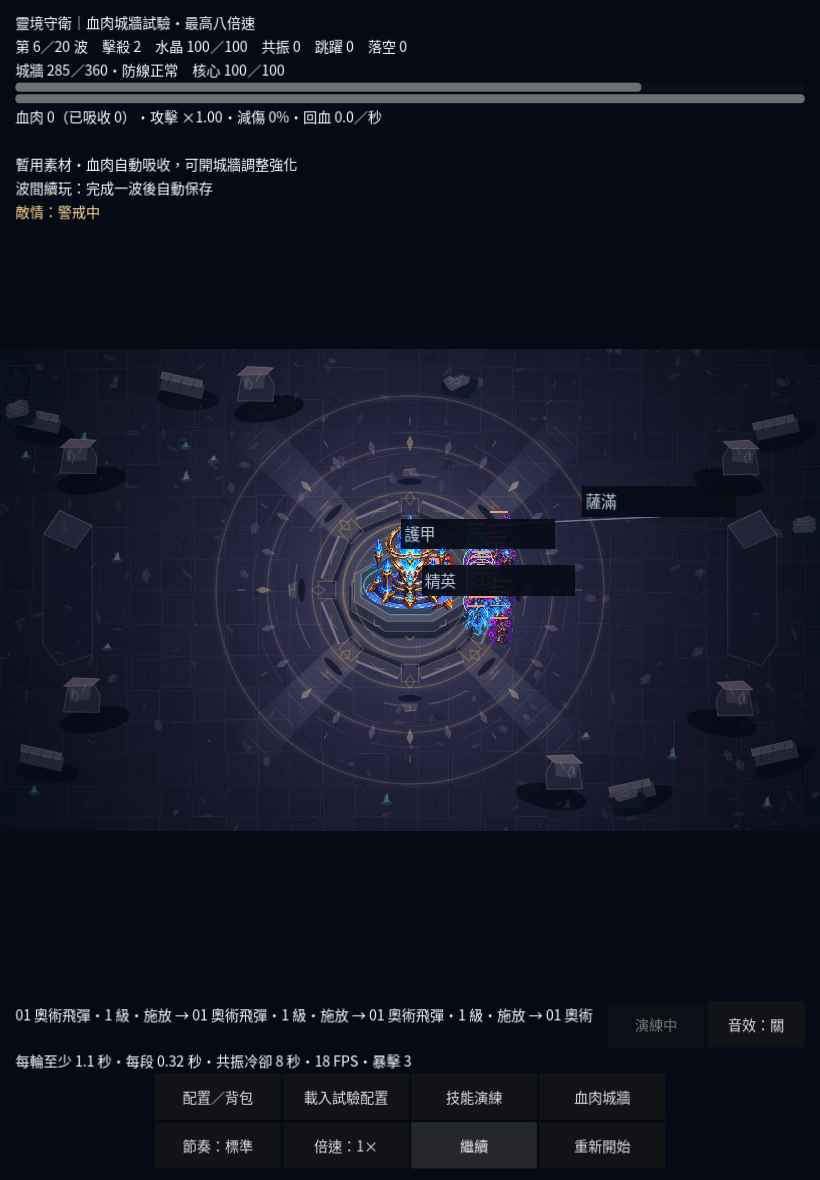 靈境守衛｜血肉城牆試驗・最高八倍速
第 6／20 波　擊殺 2　水晶 100／100　共振 0　跳躍 0　落空 0
城牆 285／360・防線正常　核心 100／100
血肉 0（已吸收 0）・攻擊 ×1.00・減傷 0%・回血 0.0／秒
暫用素材・血肉自動吸收，可開城牆調整強化
波間續玩：完成一波後自動保存
敵情：警戒中
薩滿
護甲
精英
01 奧術飛彈・1 級・施放 → 01 奧術飛彈・1 級・施放 → 01 奧術飛彈・1 級・施放 → 01 奧術
演練中
音效：關
每輪至少 1.1 秒・每段 0.32 秒・共振冷卻 8 秒・18 FPS・暴擊 3
配置／背包
載入試驗配置
技能演練
血肉城牆
節奏：標準
倍速：1×
繼續
重新開始